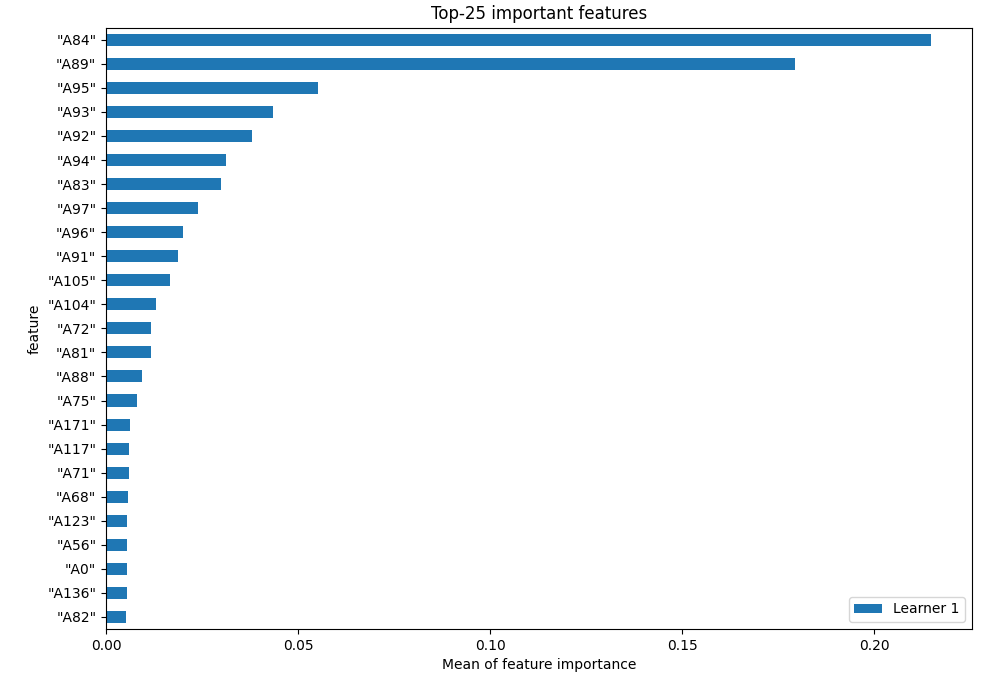 Top-25 important features
"A84"
"A89"
"A95"
"A93"
"A92"
"A94"
"A83"
"A97"
"A96"
"A91"
"A105"
"A104"
"A72"
"A81"
"A88"
"A75"
"A171"
"A117"
"A71"
"A68"
"A123"
"A56"
"A0"
"A136"
"A82"
feature
Learner 1
0.00 0.05 0.10 0.15 0.20
Mean of feature importance